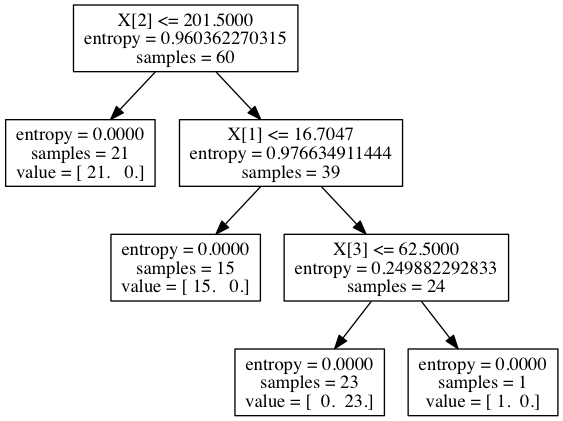 X[2] <= 201.5000
entropy = 0.960362270315
samples = 60
entropy = 0.0000
samples = 21
value = [ 21.   0.]
X[1] <= 16.7047
entropy = 0.976634911444
samples = 39
entropy = 0.0000
samples = 15
value = [ 15.   0.]
X[3] <= 62.5000
entropy = 0.249882292833
samples = 24
entropy = 0.0000
samples = 23
value = [  0.  23.]
entropy = 0.0000
samples = 1
value = [ 1.  0.]